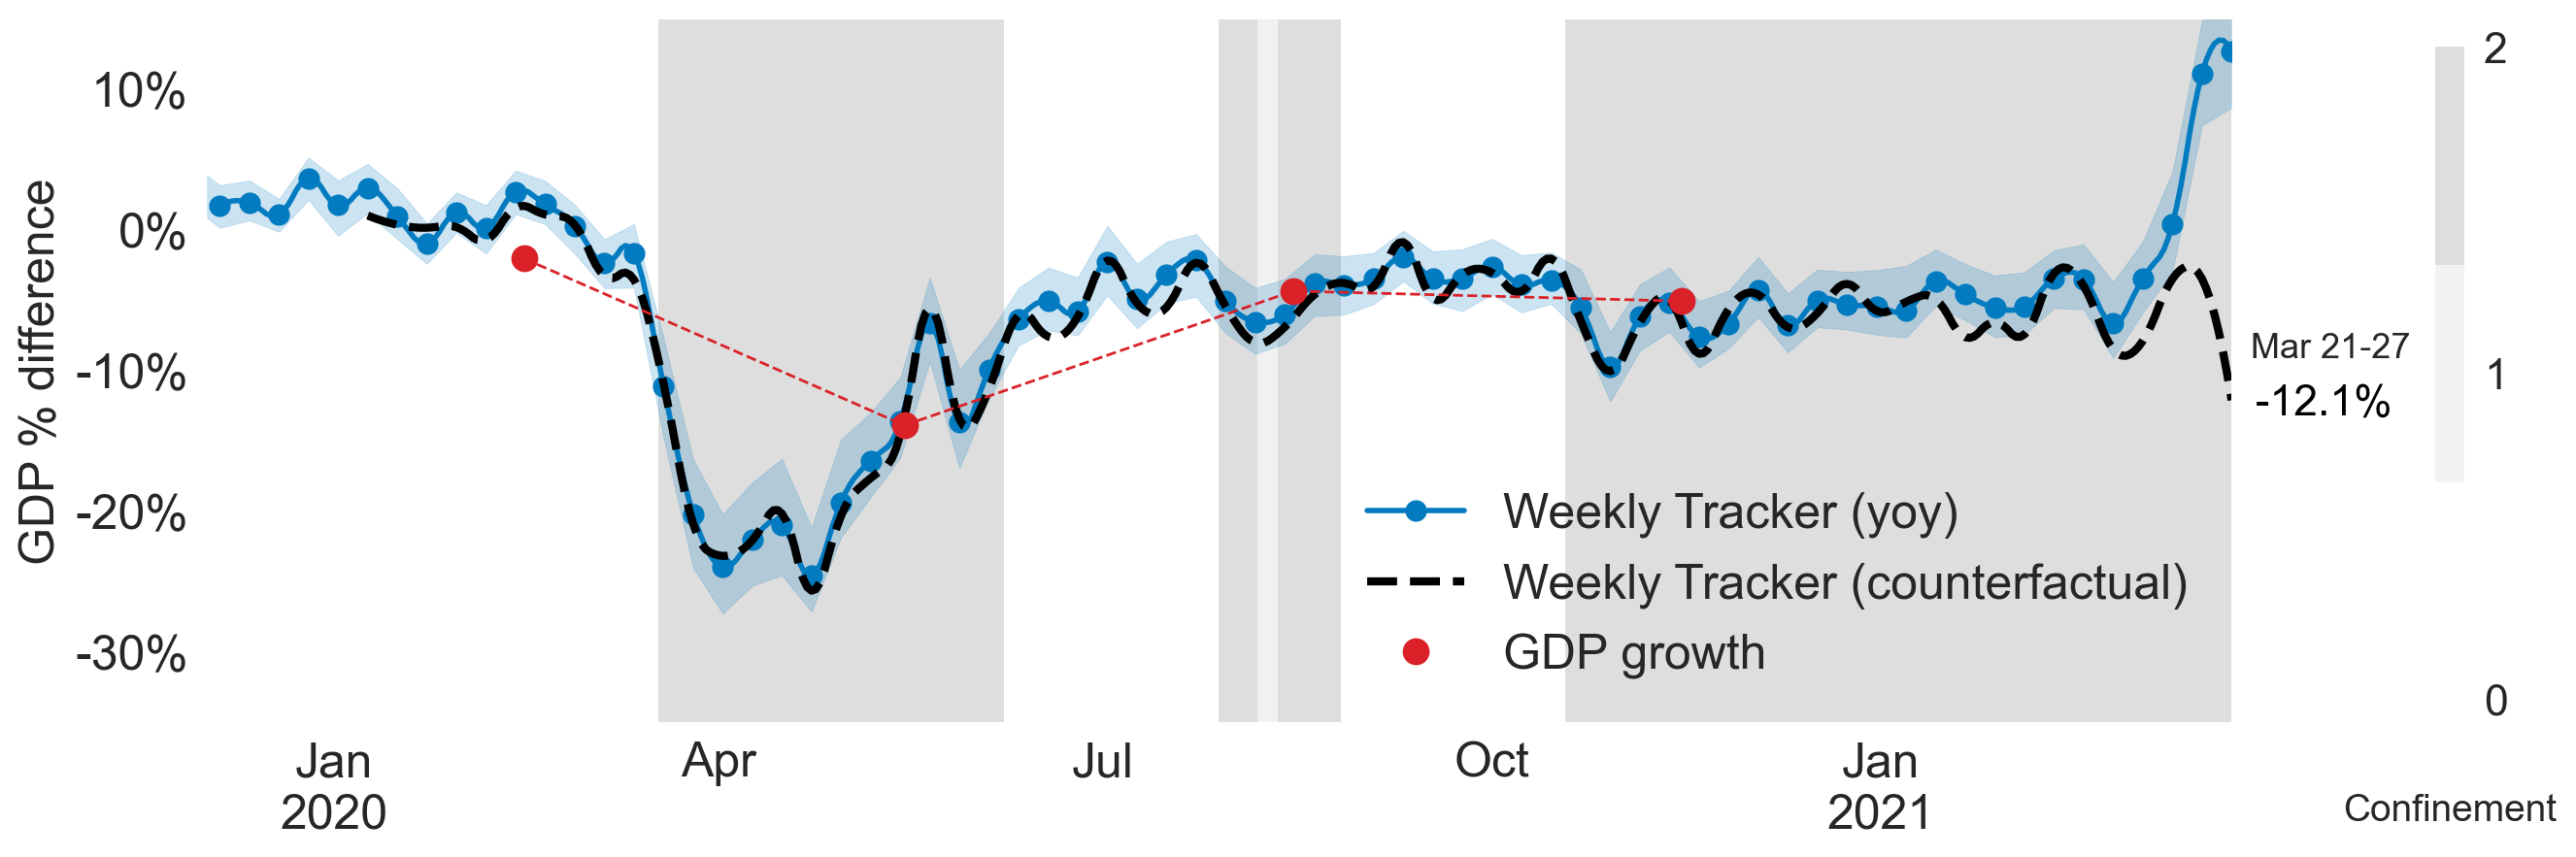 10%
0%
-10%
-20%
-30%
GDP % difference
Jan
2020
Apr
Jul
Oct
Jan
2021
Weekly Tracker (yoy)
Weekly Tracker (counterfactual)
GDP growth
Mar 21-27
-12.1%
2
1
0
Confinement